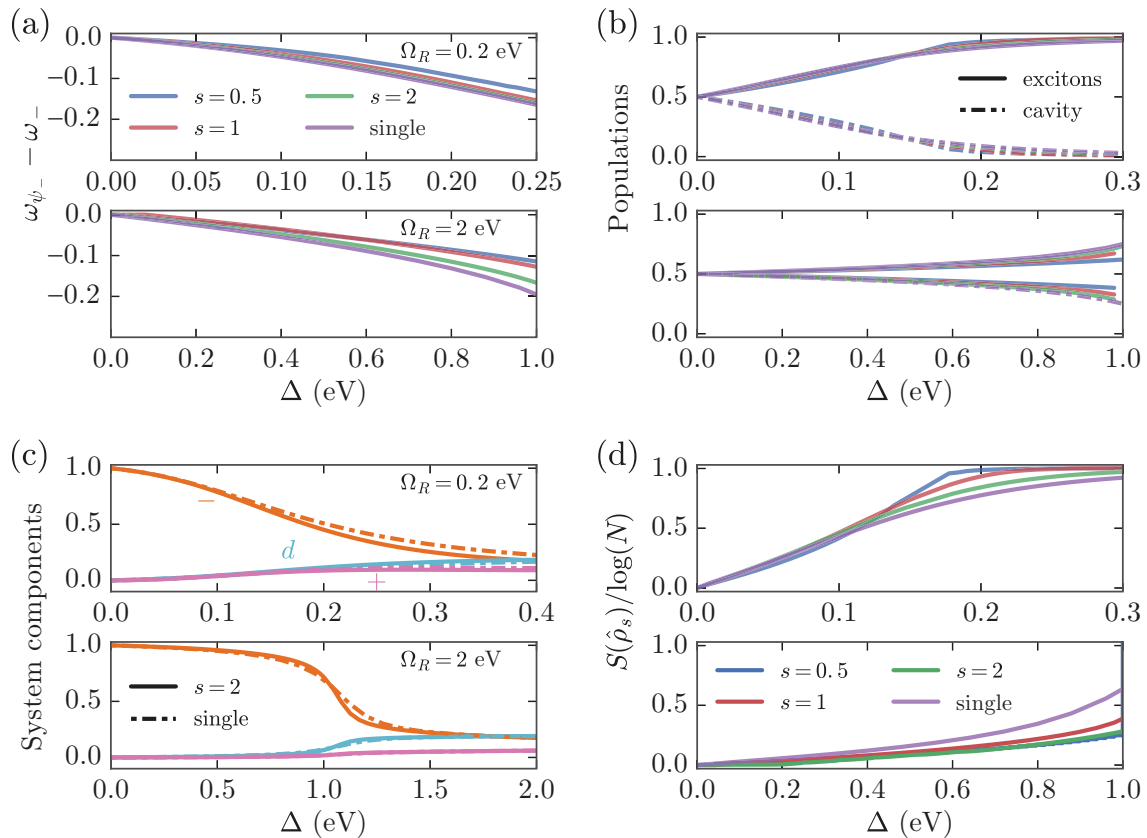 (a)
ω_ψ₋ − ω₋
0.0
−0.1
−0.2
Ω_R = 0.2 eV
s = 0.5
s = 2
s = 1
single
0.00 0.05 0.10 0.15 0.20 0.25
0.0
−0.1
−0.2
Ω_R = 2 eV
0.0 0.2 0.4 0.6 0.8 1.0
Δ (eV)
(b)
Populations
1.0
0.5
0.0
excitons
cavity
0.0 0.1 0.2 0.3
1.0
0.5
0.0
0.0 0.2 0.4 0.6 0.8 1.0
Δ (eV)
(c)
System components
1.0
0.5
0.0
Ω_R = 0.2 eV
−
d
+
0.0 0.1 0.2 0.3 0.4
1.0
0.5
0.0
Ω_R = 2 eV
s = 2
single
0.0 0.5 1.0 1.5 2.0
Δ (eV)
(d)
S(ρ̂_s)/log(N)
1.0
0.5
0.0
0.0 0.1 0.2 0.3
1.0
0.5
0.0
s = 0.5
s = 2
s = 1
single
0.0 0.2 0.4 0.6 0.8 1.0
Δ (eV)